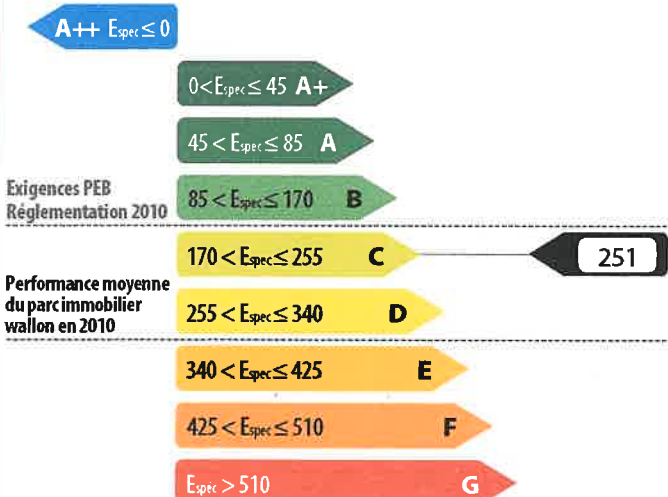 A++ Espec ≤ 0
0 < Espec ≤ 45 A+
45 < Espec ≤ 85 A
Exigences PEB
Réglementation 2010
85 < Espec ≤ 170 B
170 < Espec ≤ 255 C
251
Performance moyenne
du parc immobilier
wallon en 2010
255 < Espec ≤ 340 D
340 < Espec ≤ 425 E
425 < Espec ≤ 510 F
Espec > 510 G